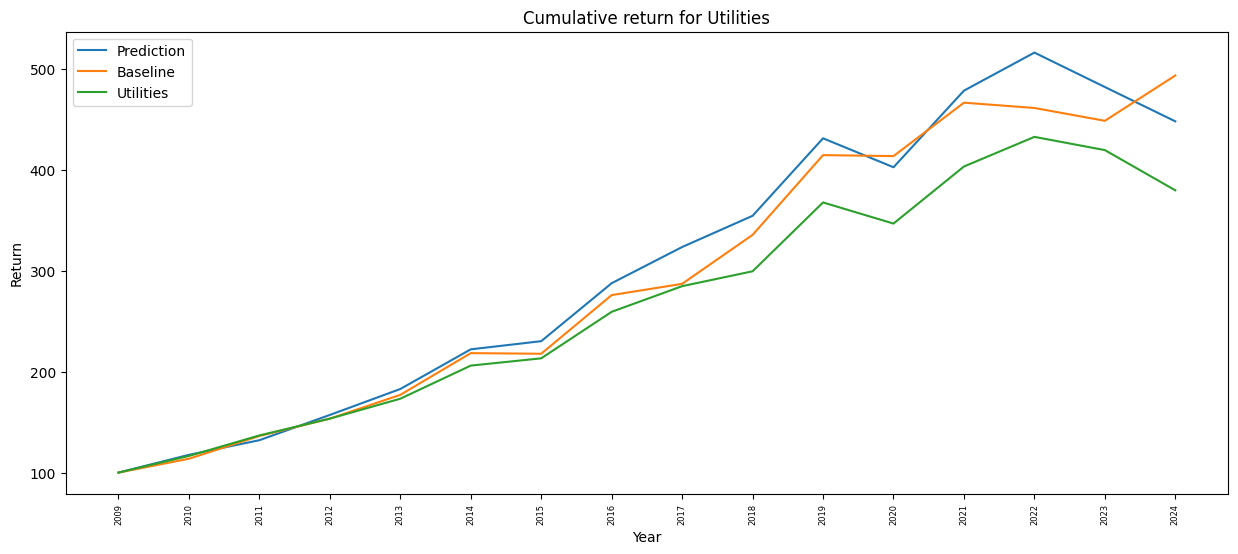 Cumulative return for Utilities
Prediction
Baseline
Utilities
Return
500
400
300
200
100
2009 2010 2011 2012 2013 2014 2015 2016 2017 2018 2019 2020 2021 2022 2023 2024
Year